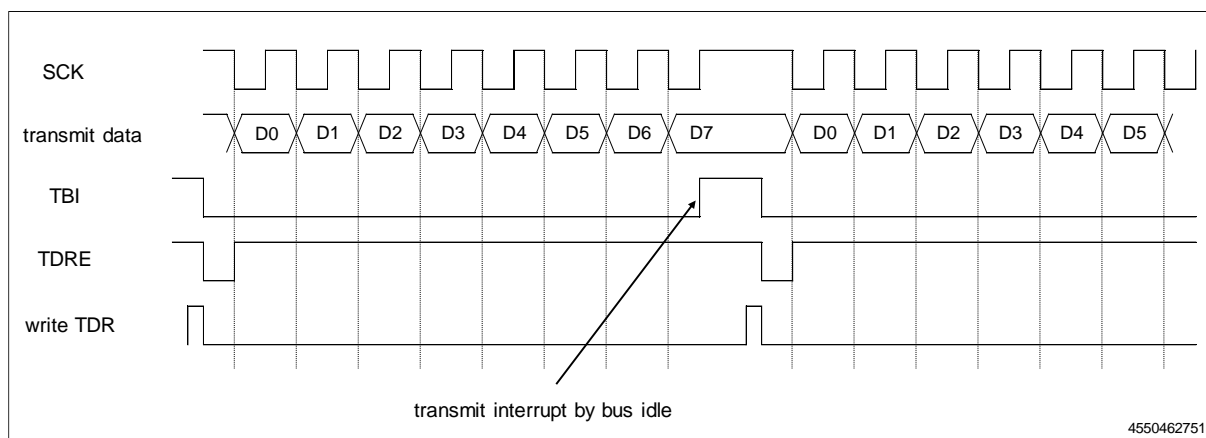 SCK
transmit data D0 D1 D2 D3 D4 D5 D6 D7 D0 D1 D2 D3 D4 D5
TBI
TDRE
write TDR
transmit interrupt by bus idle
4550462751